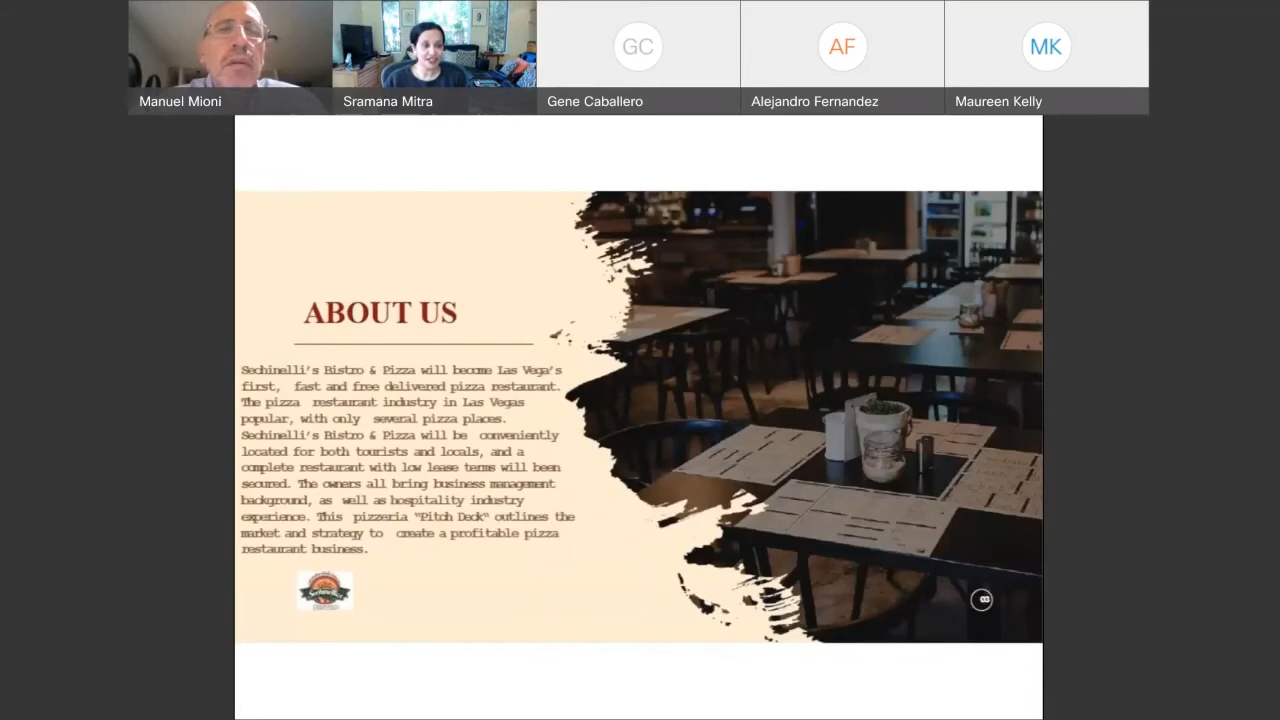 Manuel Mioni
Sramana Mitra
GC
Gene Caballero
AF
Alejandro Fernandez
MK
Maureen Kelly
ABOUT US
Sechinelli's Bistro & Pizza will become Las Vega's
first, fast and free delivered pizza restaurant.
The pizza restaurant industry in Las Vegas
popular, with only several pizza places.
Sechinelli's Bistro & Pizza will be conveniently
located for both tourists and locals, and a
complete restaurant with low lease terms will been
secured. The owners all bring business management
background, as well as hospitality industry
experience. This pizzeria "Pitch Deck" outlines the
market and strategy to create a profitable pizza
restaurant business.
Sechinelli's